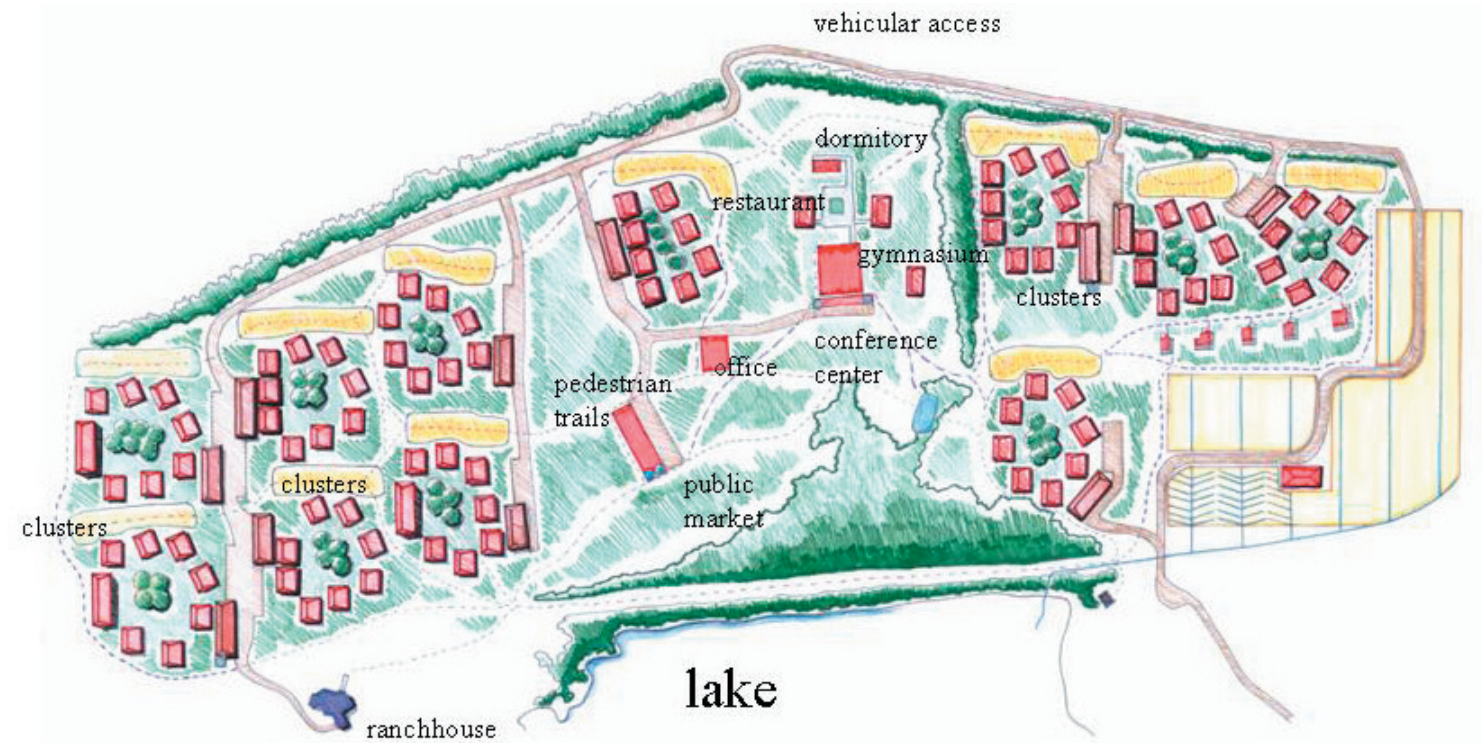 vehicular access
dormitory
restaurant
gymnasium
clusters
conference
center
office
pedestrian
trails
clusters
public
market
clusters
lake
ranchhouse